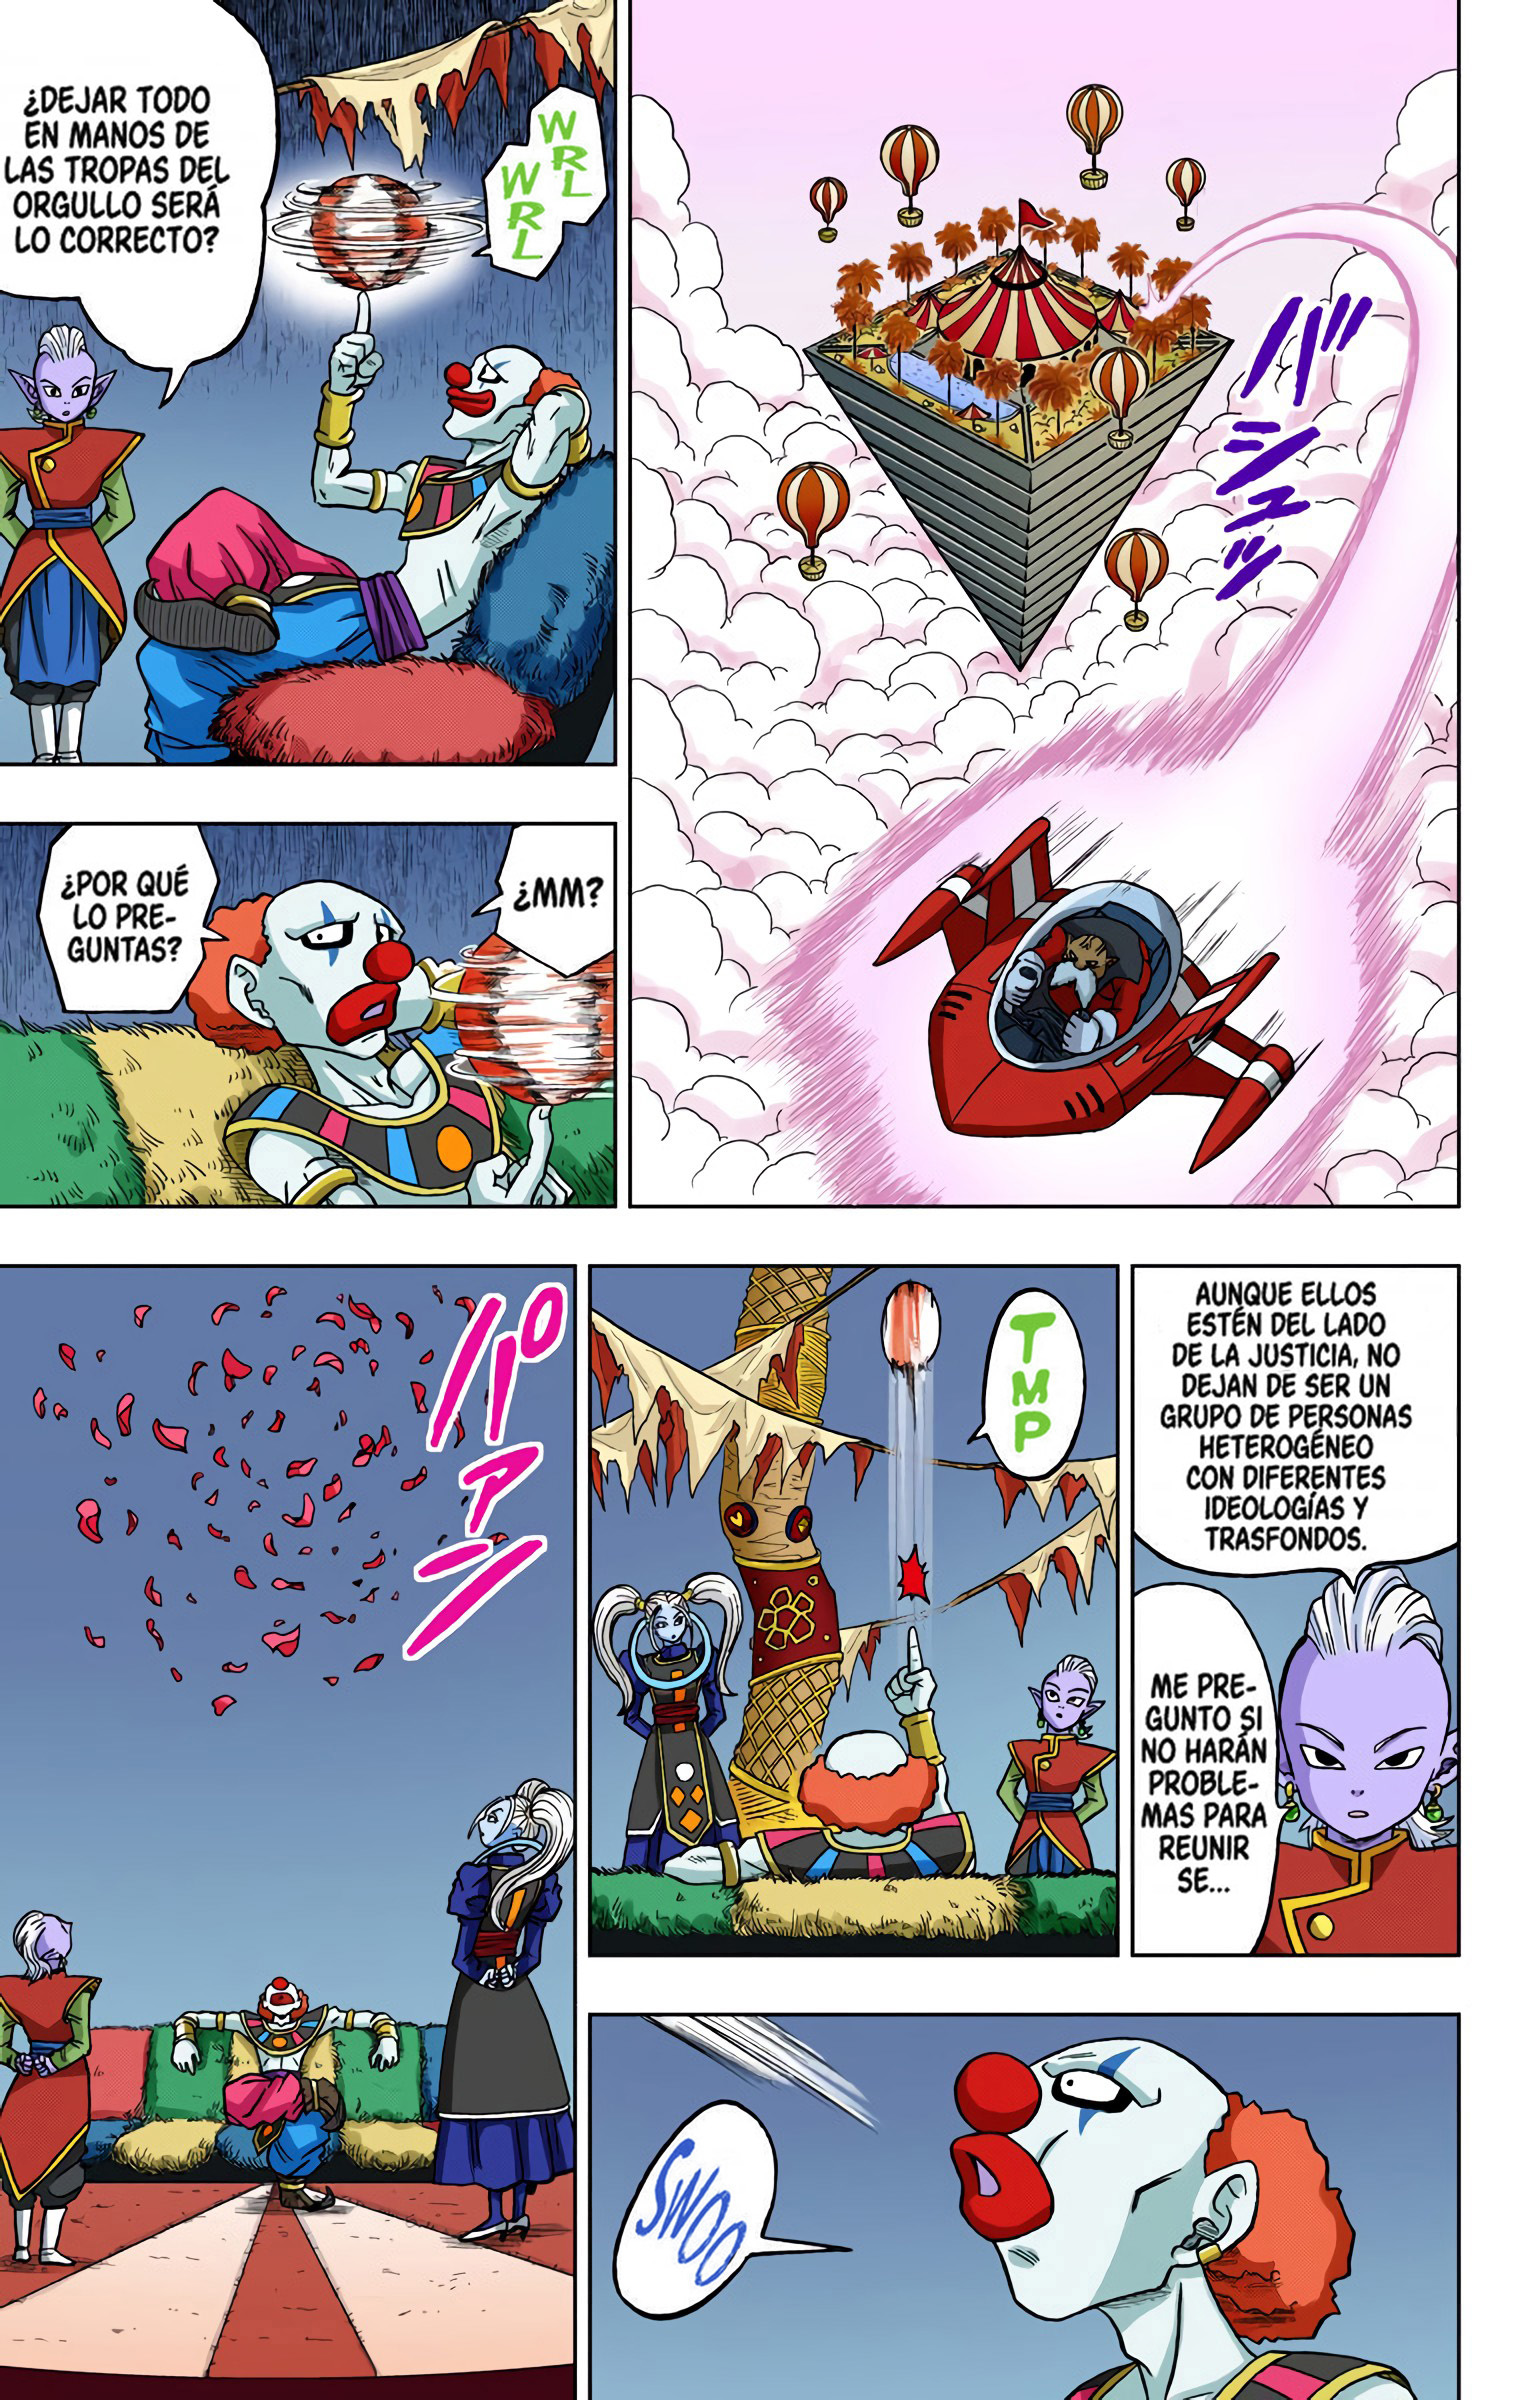 バシュッ
¿DEJAR TODO
EN MANOS DE
LAS TROPAS DEL
ORGULLO SERÁ
LO CORRECTO?
WRL
WRL
¿MM?
¿POR QUÉ
LO PRE-
GUNTAS?
AUNQUE ELLOS
ESTÉN DEL LADO
DE LA JUSTICIA, NO
DEJAN DE SER UN
GRUPO DE PERSONAS
HETEROGÉNEO
CON DIFERENTES
IDEOLOGÍAS Y
TRASFONDOS.
ME PRE-
GUNTO SI
NO HARÁN
PROBLE-
MAS PARA
REUNIR
SE...
TMP
SWOO
パァン